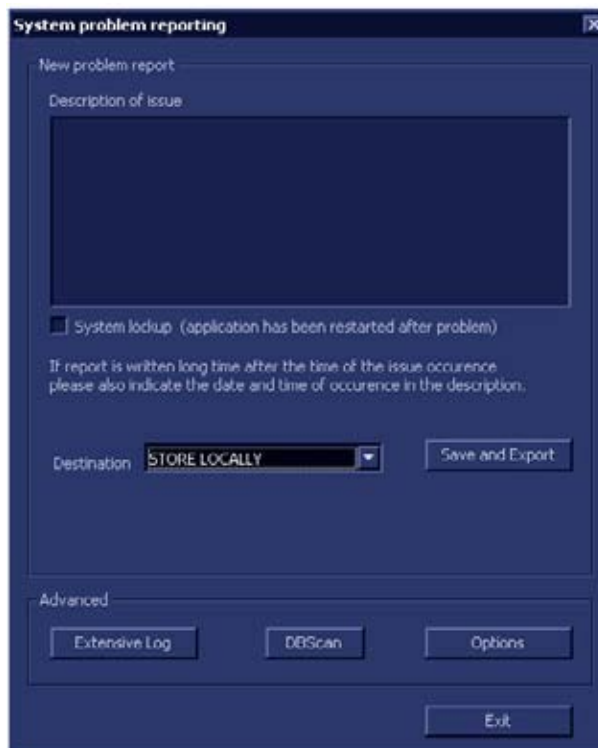 System problem reporting
New problem report
Description of issue
System lockup (application has been restarted after problem)
If report is written long time after the time of the issue occurence
please also indicate the date and time of occurence in the description.
Destination STORE LOCALLY Save and Export
Advanced
Extensive Log DBScan Options
Exit